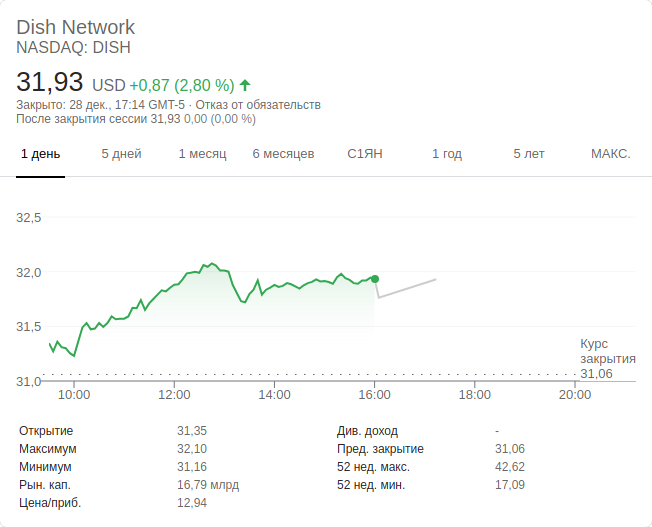 Dish Network
NASDAQ: DISH
31,93 USD +0,87 (2,80 %)
Закрыто: 28 дек., 17:14 GMT-5 · Отказ от обязательств
После закрытия сессии 31,93 0,00 (0,00 %)
1 день 5 дней 1 месяц 6 месяцев С1ЯН 1 год 5 лет МАКС.
32,5
32,0
31,5
31,0
Курс
закрытия
31,06
10:00 12:00 14:00 16:00 18:00 20:00
Открытие 31,35
Максимум 32,10
Минимум 31,16
Рын. кап. 16,79 млрд
Цена/приб. 12,94
Див. доход -
Пред. закрытие 31,06
52 нед. макс. 42,62
52 нед. мин. 17,09